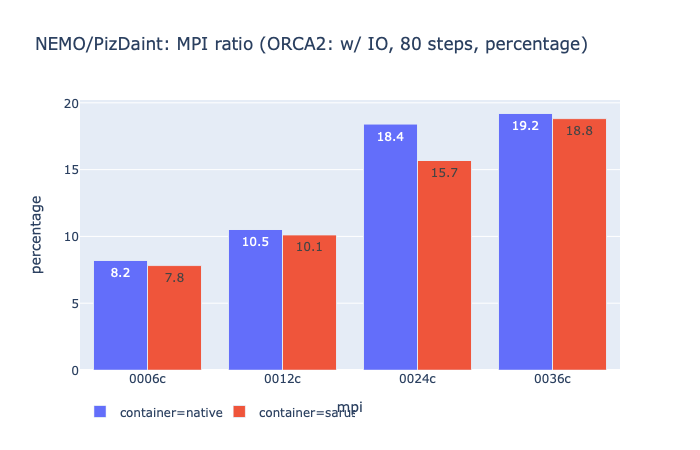 NEMO/PizDaint: MPI ratio (ORCA2: w/ IO, 80 steps, percentage)
20
15
10
5
0
percentage
8.2
7.8
10.5
10.1
18.4
15.7
19.2
18.8
0006c
0012c
0024c
0036c
mpi
container=native
container=sarus